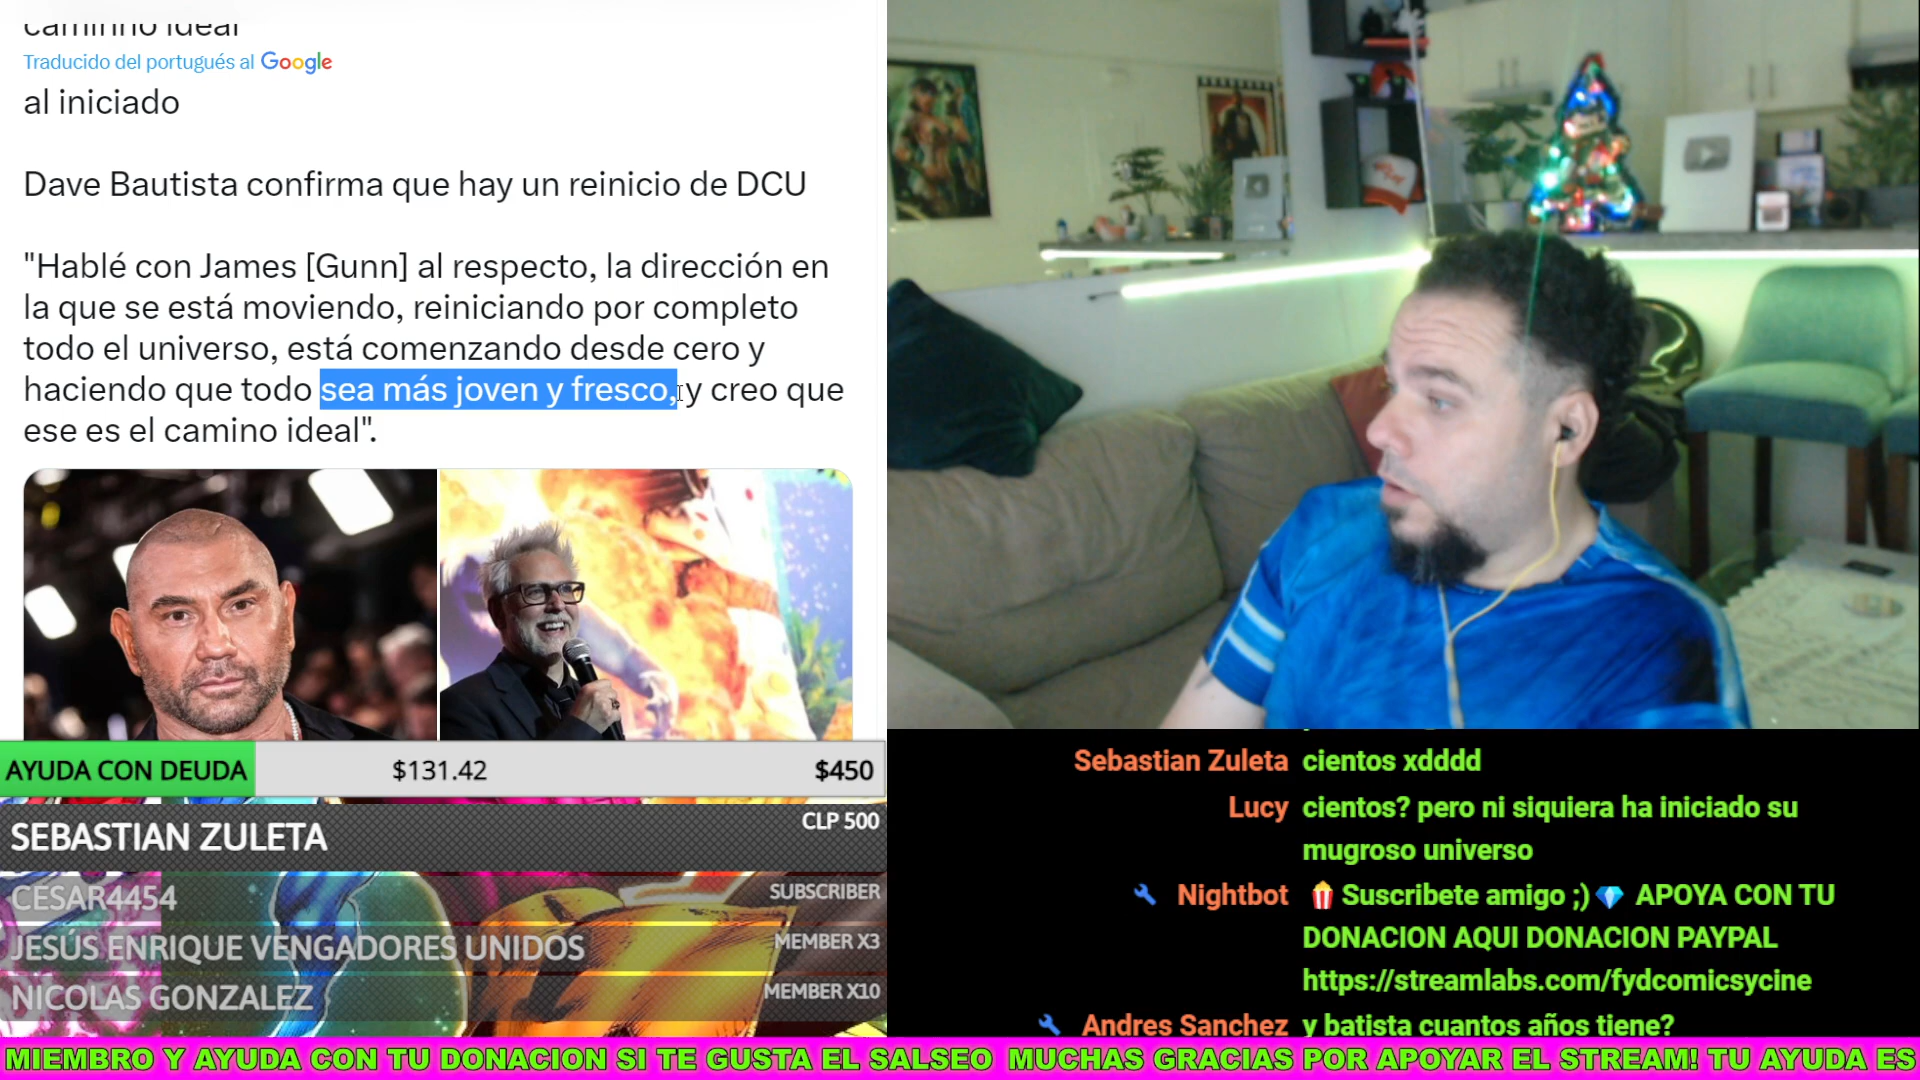 caminno ideal
Traducido del portugués al Google
al iniciado
Dave Bautista confirma que hay un reinicio de DCU
"Hablé con James [Gunn] al respecto, la dirección en
la que se está moviendo, reiniciando por completo
todo el universo, está comenzando desde cero y
haciendo que todo sea más joven y fresco, y creo que
ese es el camino ideal".
AYUDA CON DEUDA $131.42 $450
SEBASTIAN ZULETA CLP 500
CESAR4454 SUBSCRIBER
JESÚS ENRIQUE VENGADORES UNIDOS MEMBER X3
NICOLAS GONZALEZ MEMBER X10
Sebastian Zuleta cientos xdddd
Lucy cientos? pero ni siquiera ha iniciado su
mugroso universo
Nightbot 🍿 Suscribete amigo ;) 💎 APOYA CON TU
DONACION AQUI DONACION PAYPAL
https://streamlabs.com/fydcomicsycine
Andres Sanchez y batista cuantos años tiene?
MIEMBRO Y AYUDA CON TU DONACION SI TE GUSTA EL SALSEO MUCHAS GRACIAS POR APOYAR EL STREAM! TU AYUDA ES